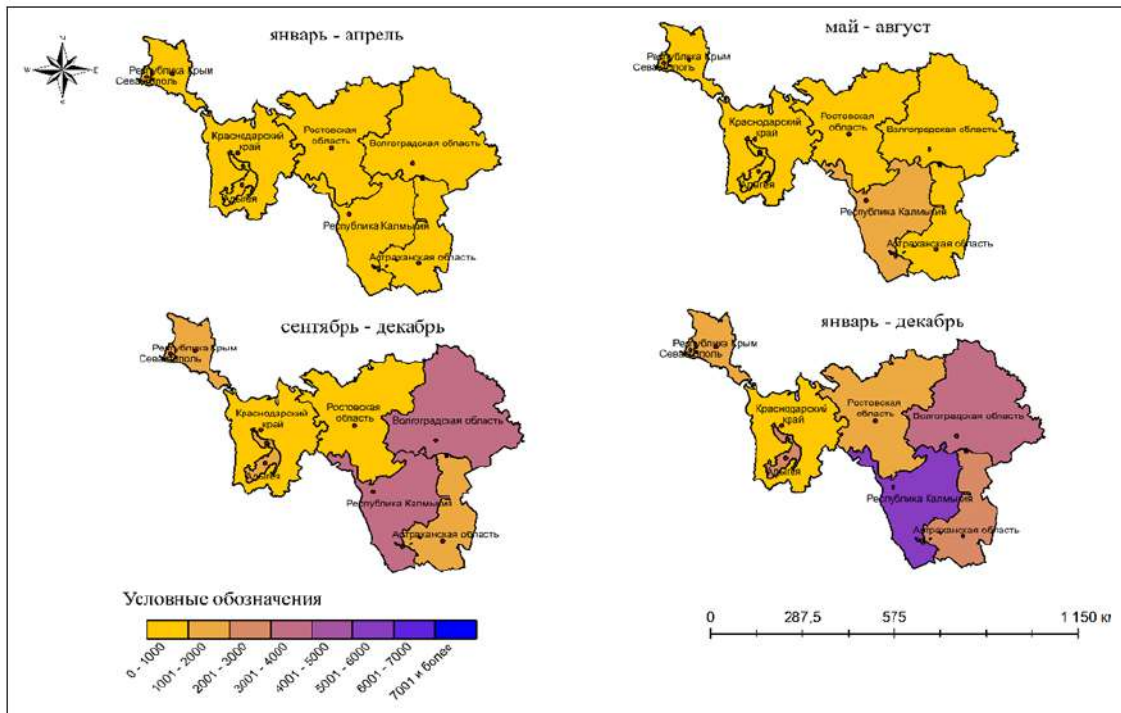 январь - апрель
Республика Крым
Севастополь
Краснодарский
край
Адыгея
Ростовская
область
Волгоградская область
Республика Калмыкия
Астраханская область
май - август
Республика Крым
Севастополь
Краснодарский
край
Адыгея
Ростовская
область
Волгоградская область
Республика Калмыкия
Астраханская область
сентябрь - декабрь
Республика Крым
Севастополь
Краснодарский
край
Адыгея
Ростовская
область
Волгоградская область
Республика Калмыкия
Астраханская область
январь - декабрь
Республика Крым
Севастополь
Краснодарский
край
Адыгея
Ростовская
область
Волгоградская область
Республика Калмыкия
Астраханская область
Условные обозначения
0 - 1000
1001 - 2000
2001 - 3000
3001 - 4000
4001 - 5000
5001 - 6000
6001 - 7000
7001 и более
0 287,5 575 1 150 кг